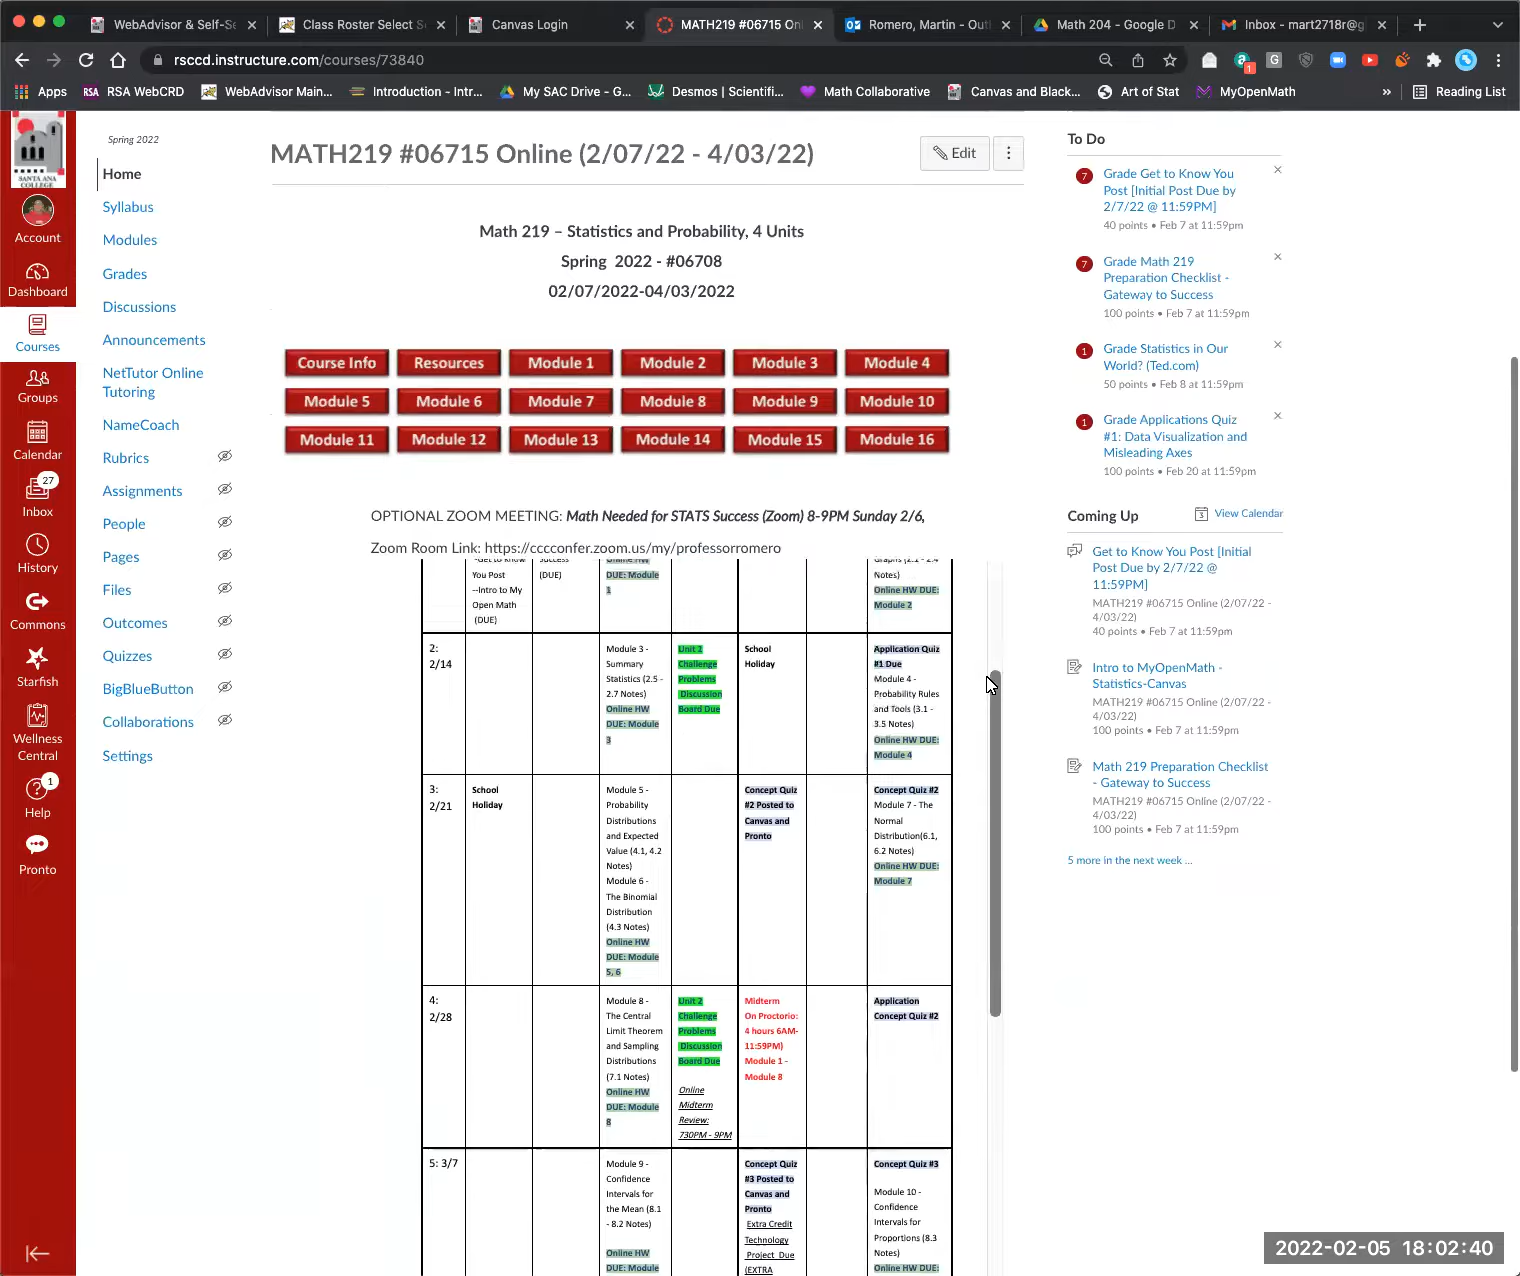 WebAdvisor & Self-Se
Class Roster Select S
Canvas Login
MATH219 #06715 Onl
Romero, Martin - Out
Math 204 - Google D
Inbox - mart2718r@g
rsccd.instructure.com/courses/73840
Apps
RSA WebCRD
WebAdvisor Main...
Introduction - Intr...
My SAC Drive - G...
Desmos | Scientifi...
Math Collaborative
Canvas and Black...
Art of Stat
MyOpenMath
»
Reading List
SANTA ANA
COLLEGE
Account
Dashboard
Courses
Groups
Calendar
27
Inbox
History
Commons
Starfish
Wellness
Central
1
Help
Pronto
Spring 2022
Home
Syllabus
Modules
Grades
Discussions
Announcements
NetTutor Online
Tutoring
NameCoach
Rubrics
Assignments
People
Pages
Files
Outcomes
Quizzes
BigBlueButton
Collaborations
Settings
MATH219 #06715 Online (2/07/22 - 4/03/22)
Edit
Math 219 – Statistics and Probability, 4 Units
Spring 2022 - #06708
02/07/2022-04/03/2022
Course Info
Resources
Module 1
Module 2
Module 3
Module 4
Module 5
Module 6
Module 7
Module 8
Module 9
Module 10
Module 11
Module 12
Module 13
Module 14
Module 15
Module 16
OPTIONAL ZOOM MEETING: Math Needed for STATS Success (Zoom) 8-9PM Sunday 2/6,
Zoom Room Link: https://cccconfer.zoom.us/my/professorromero
-Get to Know
You Post
--Intro to My
Open Math
(DUE)
Success
(DUE)
Online HW
DUE: Module
1
Graphs (2.1 - 2.4
Notes)
Online HW DUE:
Module 2
2:
2/14
Module 3 -
Summary
Statistics (2.5 -
2.7 Notes)
Online HW
DUE: Module
3
Unit 2
Challenge
Problems
Discussion
Board Due
School
Holiday
Application Quiz
#1 Due
Module 4 -
Probability Rules
and Tools (3.1 -
3.5 Notes)
Online HW DUE:
Module 4
3:
2/21
School
Holiday
Module 5 -
Probability
Distributions
and Expected
Value (4.1, 4.2
Notes)
Module 6 -
The Binomial
Distribution
(4.3 Notes)
Online HW
DUE: Module
5, 6
Concept Quiz
#2 Posted to
Canvas and
Pronto
Concept Quiz #2
Module 7 - The
Normal
Distribution(6.1,
6.2 Notes)
Online HW DUE:
Module 7
4:
2/28
Module 8 -
The Central
Limit Theorem
and Sampling
Distributions
(7.1 Notes)
Online HW
DUE: Module
8
Unit 2
Challenge
Problems
Discussion
Board Due
Online
Midterm
Review:
730PM - 9PM
Midterm
On Proctorio:
4 hours 6AM-
11:59PM)
Module 1 -
Module 8
Application
Concept Quiz #2
5: 3/7
Module 9 -
Confidence
Intervals for
the Mean (8.1
- 8.2 Notes)
Online HW
DUE: Module
Concept Quiz
#3 Posted to
Canvas and
Pronto
Extra Credit
Technology
Project Due
(EXTRA
Concept Quiz #3
Module 10 -
Confidence
Intervals for
Proportions (8.3
Notes)
Online HW DUE:
To Do
7
Grade Get to Know You
Post [Initial Post Due by
2/7/22 @ 11:59PM]
40 points • Feb 7 at 11:59pm
7
Grade Math 219
Preparation Checklist -
Gateway to Success
100 points • Feb 7 at 11:59pm
1
Grade Statistics in Our
World? (Ted.com)
50 points • Feb 8 at 11:59pm
1
Grade Applications Quiz
#1: Data Visualization and
Misleading Axes
100 points • Feb 20 at 11:59pm
Coming Up
View Calendar
Get to Know You Post [Initial
Post Due by 2/7/22 @
11:59PM]
MATH219 #06715 Online (2/07/22 -
4/03/22)
40 points • Feb 7 at 11:59pm
Intro to MyOpenMath -
Statistics-Canvas
MATH219 #06715 Online (2/07/22 -
4/03/22)
100 points • Feb 7 at 11:59pm
Math 219 Preparation Checklist
- Gateway to Success
MATH219 #06715 Online (2/07/22 -
4/03/22)
100 points • Feb 7 at 11:59pm
5 more in the next week ...
2022-02-05 18:02:40